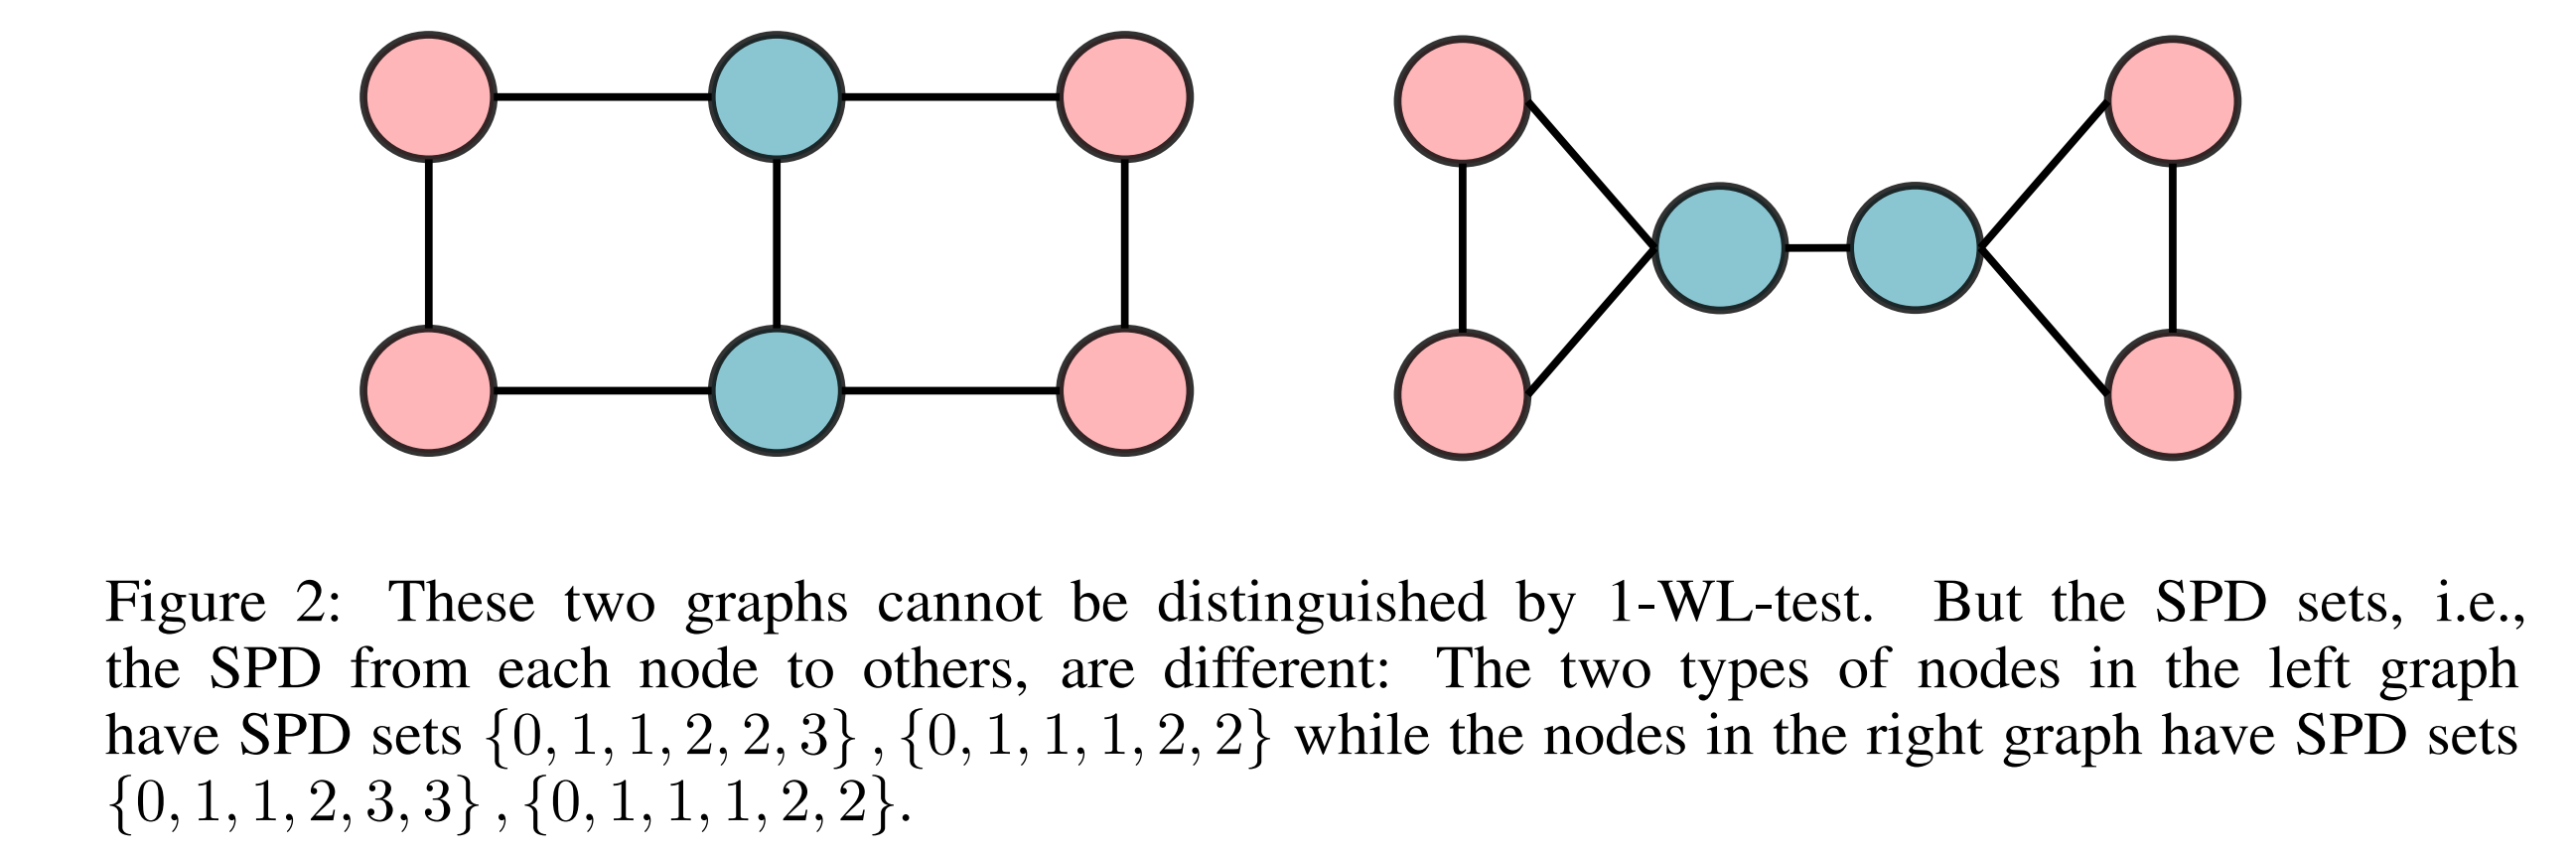 Figure 2: These two graphs cannot be distinguished by 1-WL-test. But the SPD sets, i.e.,
the SPD from each node to others, are different: The two types of nodes in the left graph
have SPD sets {0, 1, 1, 2, 2, 3} , {0, 1, 1, 1, 2, 2} while the nodes in the right graph have SPD sets
{0, 1, 1, 2, 3, 3} , {0, 1, 1, 1, 2, 2}.